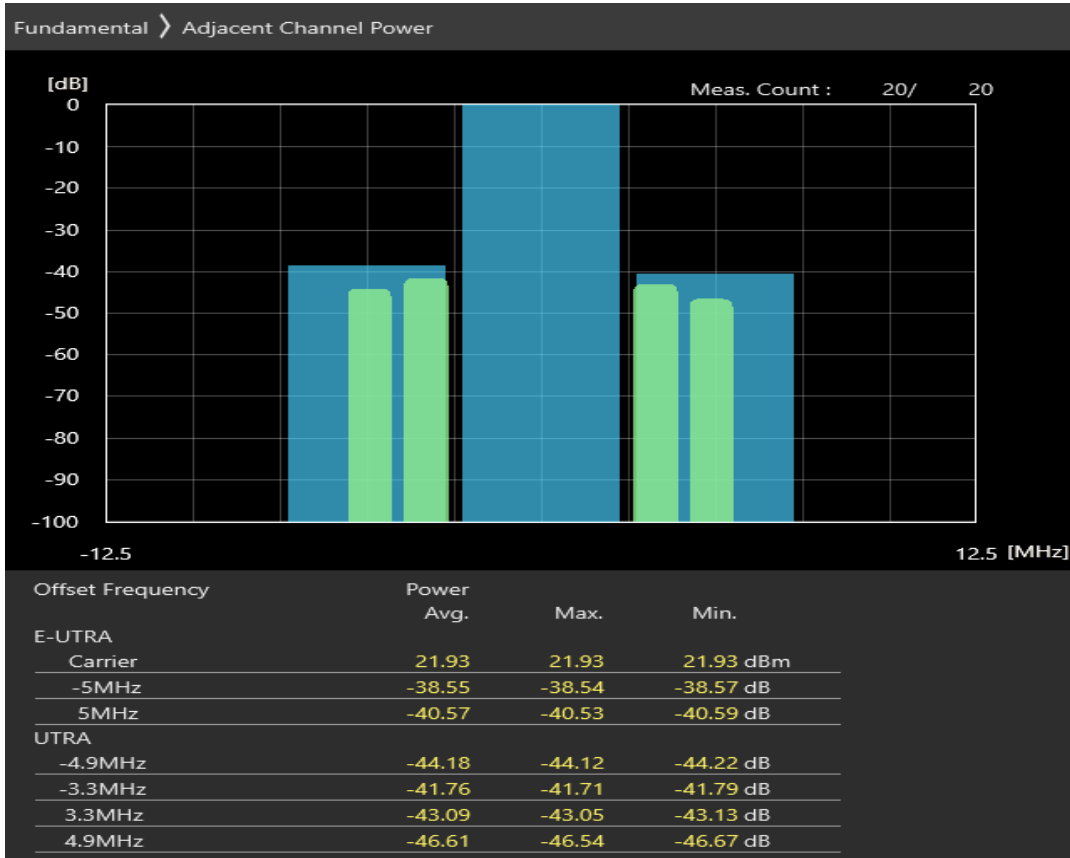 Fundamental 〉 Adjacent Channel Power
[dB]
Meas. Count : 20/ 20
0
-10
-20
-30
-40
-50
-60
-70
-80
-90
-100
-12.5 12.5 [MHz]
Offset Frequency Power
Avg. Max. Min.
E-UTRA
Carrier 21.93 21.93 21.93 dBm
-5MHz -38.55 -38.54 -38.57 dB
5MHz -40.57 -40.53 -40.59 dB
UTRA
-4.9MHz -44.18 -44.12 -44.22 dB
-3.3MHz -41.76 -41.71 -41.79 dB
3.3MHz -43.09 -43.05 -43.13 dB
4.9MHz -46.61 -46.54 -46.67 dB